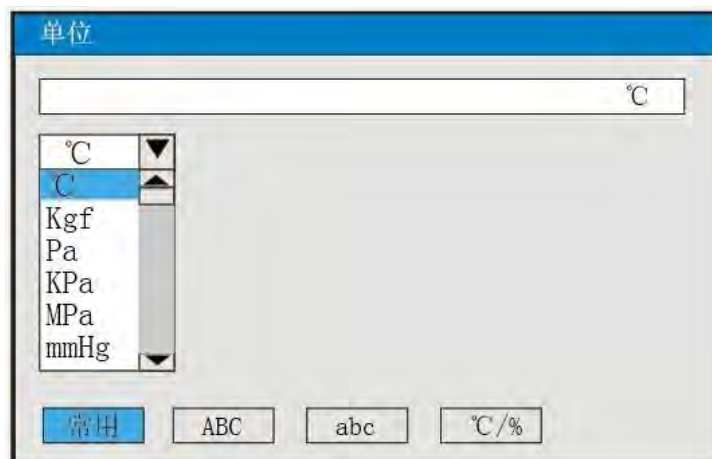 单位
℃
℃
℃
Kgf
Pa
KPa
MPa
mmHg
常用 ABC abc ℃/%